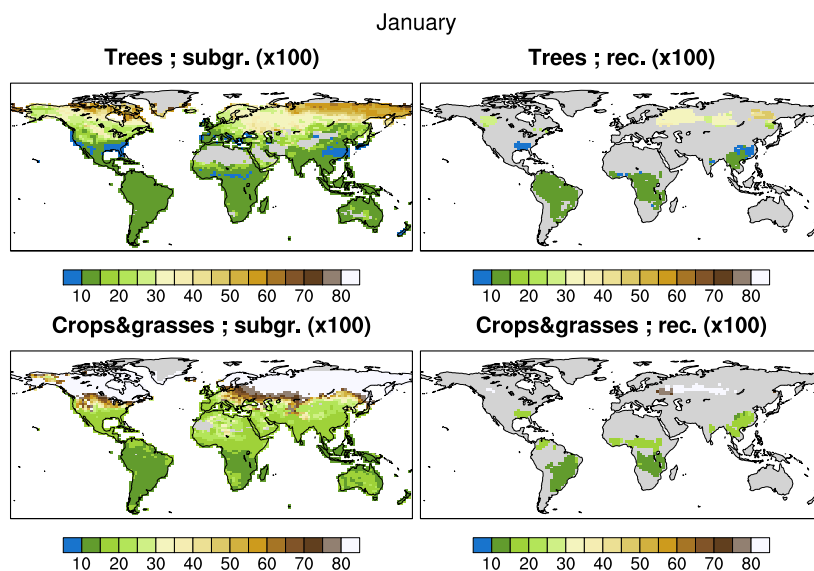 January
Trees ; subgr. (x100)
Trees ; rec. (x100)
10 20 30 40 50 60 70 80
10 20 30 40 50 60 70 80
Crops&grasses ; subgr. (x100)
Crops&grasses ; rec. (x100)
10 20 30 40 50 60 70 80
10 20 30 40 50 60 70 80